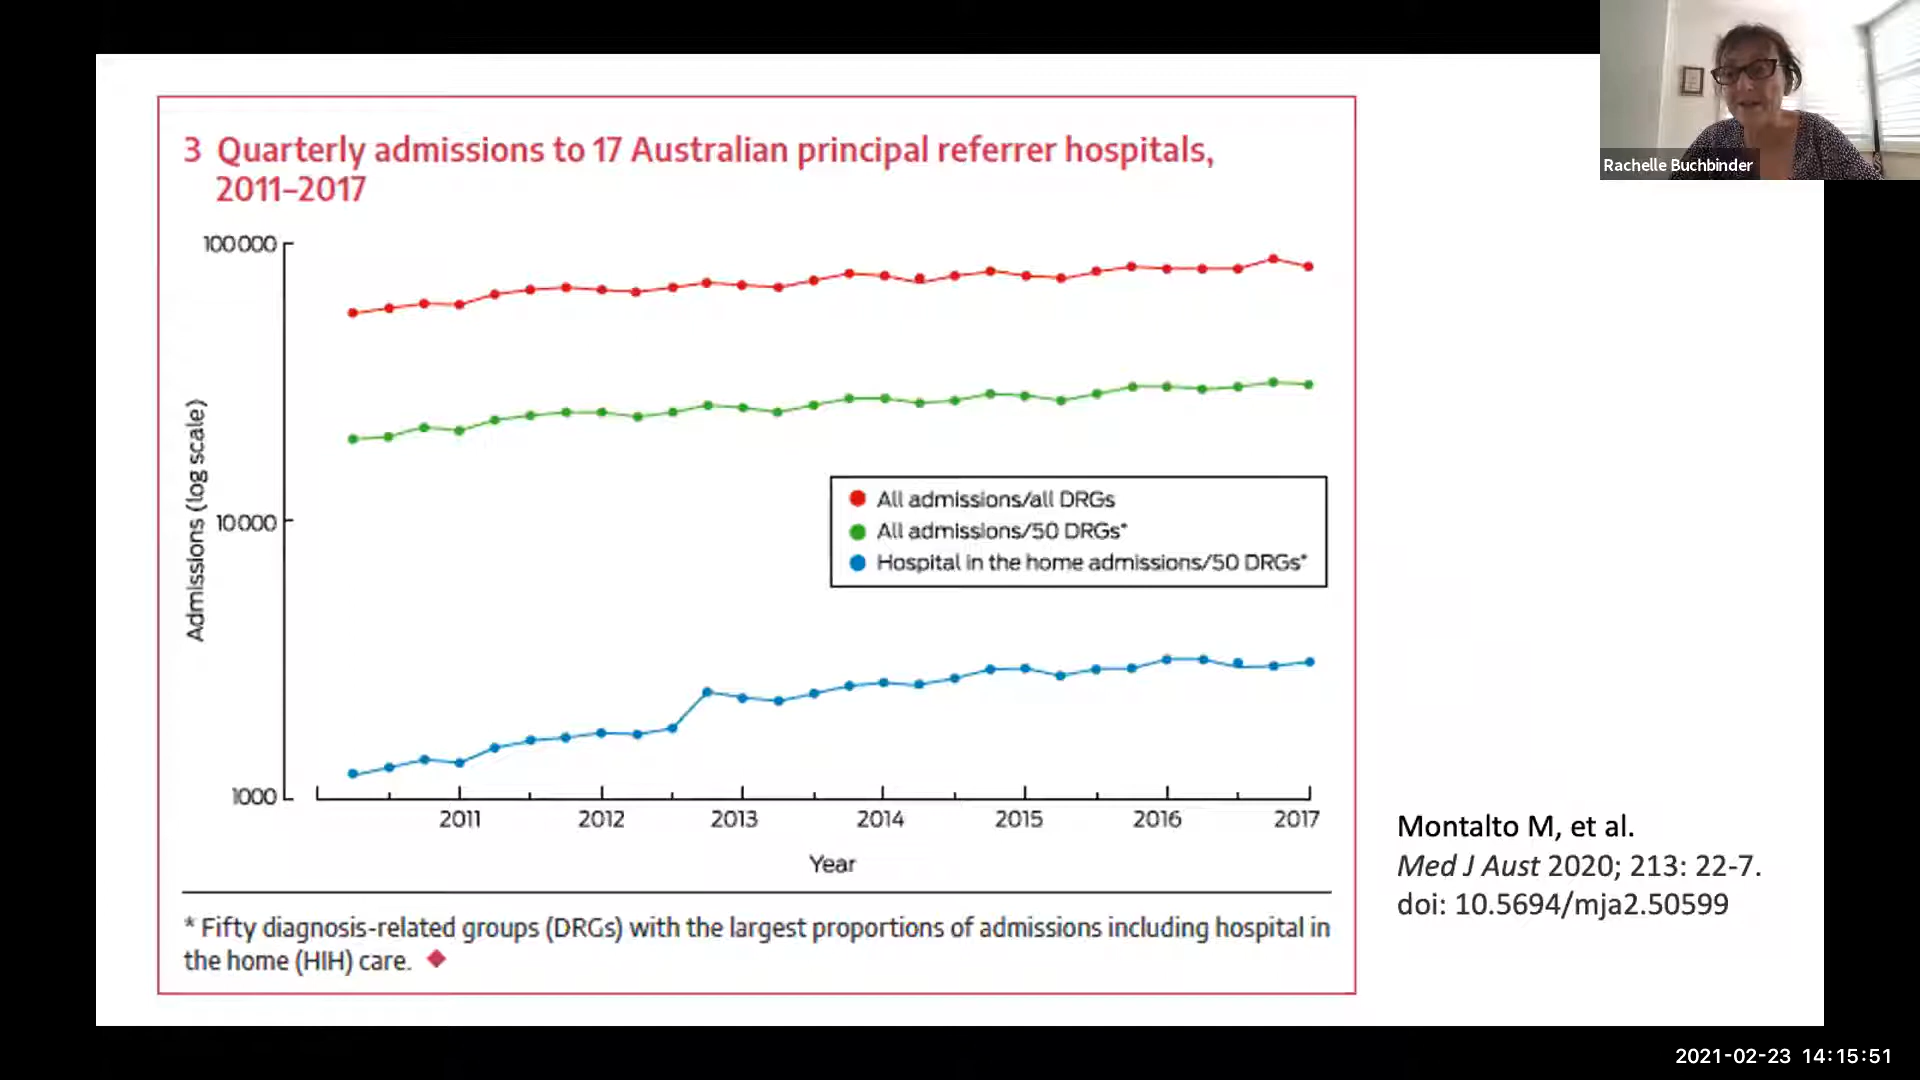 Rachelle Buchbinder
3 Quarterly admissions to 17 Australian principal referrer hospitals,
2011–2017
100 000
10 000
1000
Admissions (log scale)
All admissions/all DRGs
All admissions/50 DRGs*
Hospital in the home admissions/50 DRGs*
2011 2012 2013 2014 2015 2016 2017
Year
* Fifty diagnosis-related groups (DRGs) with the largest proportions of admissions including hospital in
the home (HIH) care.
Montalto M, et al.
Med J Aust 2020; 213: 22-7.
doi: 10.5694/mja2.50599
2021-02-23 14:15:51